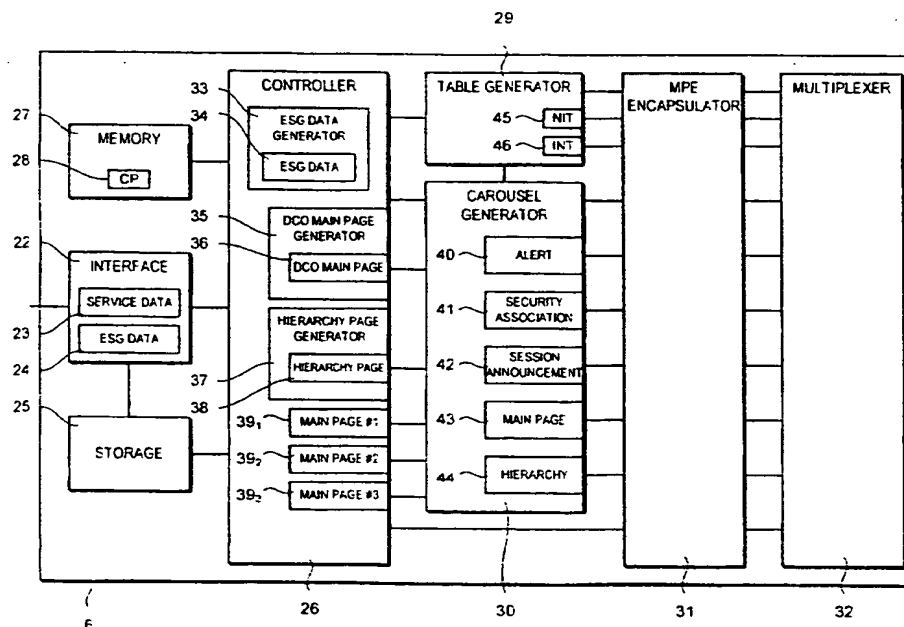 29
CONTROLLER
33
34
ESG DATA
GENERATOR
ESG DATA
TABLE GENERATOR
45
NIT
46
INT
MPE
ENCAPSULATOR
MULTIPLEXER
27
MEMORY
28
CP
22
INTERFACE
SERVICE DATA
23
ESG DATA
24
25
STORAGE
35
DCO MAIN PAGE
GENERATOR
36
DCO MAIN PAGE
HIERARCHY PAGE
GENERATOR
37
HIERARCHY PAGE
38
39₁
MAIN PAGE #1
39₂
MAIN PAGE #2
MAIN PAGE #3
CAROUSEL
GENERATOR
40
ALERT
41
SECURITY
ASSOCIATION
42
SESSION
ANNOUNCEMENT
43
MAIN PAGE
44
HIERARCHY
6
26
30
31
32